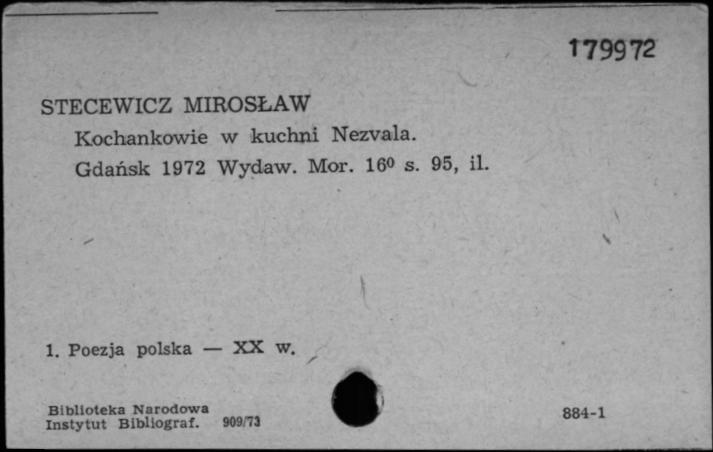 179972
STECEWICZ MIROSŁAW
Kochankowie w kuchni Nezvala.
Gdańsk 1972 Wydaw. Mor. 16⁰ s. 95, il.
1. Poezja polska — XX w.
Biblioteka Narodowa
Instytut Bibliograf. 909/73
884-1